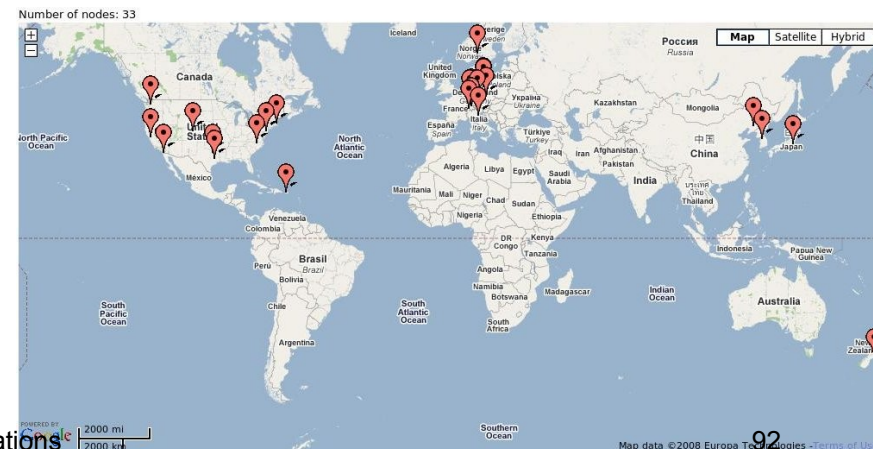 Number of nodes: 33
Map
Satellite
Hybrid
Iceland
Norge
Россия
Russia
Canada
United
Kingdom
France
España
Spain
Italia
Italy
Україна
Ukraine
Türkiye
Turkey
Kazakhstan
Mongolia
中国
China
Japan
North Pacific
Ocean
North
Atlantic
Ocean
Mexico
Algeria
Libya
Egypt
Saudi
Arabia
Iraq
Iran
Afghanistan
Pakistan
India
Thailand
Mauritania
Mali
Niger
Chad
Sudan
Nigeria
Ethiopia
Venezuela
Colombia
DR
Congo
Kenya
Tanzania
Indonesia
Papua New
Guinea
Peru
Brasil
Brazil
Bolivia
Angola
Namibia
Botswana
Madagascar
Indian
Ocean
Australia
South
Pacific
Ocean
Chile
South
Atlantic
Ocean
South
Africa
Argentina
Southern
Ocean
POWERED BY
Google
2000 mi
2000 km
ations
92
Map data ©2008 Europa Technologies -